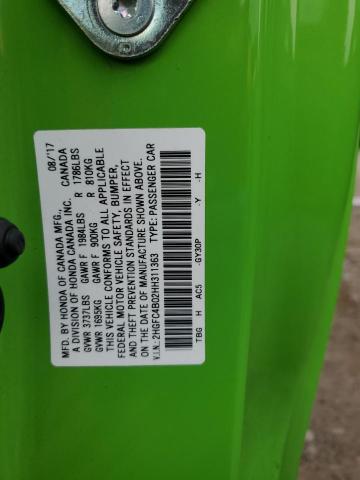 MFD. BY HONDA OF CANADA MFG., 08/'17
A DIVISION OF HONDA CANADA INC. CANADA
GVWR 3737LBS GAWR F 1984LBS R 1786LBS
GVWR 1695KG GAWR F 900KG R 810KG
THIS VEHICLE CONFORMS TO ALL APPLICABLE
FEDERAL MOTOR VEHICLE SAFETY, BUMPER,
AND THEFT PREVENTION STANDARDS IN EFFECT
ON THE DATE OF MANUFACTURE SHOWN ABOVE.
V.I.N.: 2HGFC4B02HH311363 TYPE: PASSENGER CAR
TBG H AC5 -GY30P -Y -H